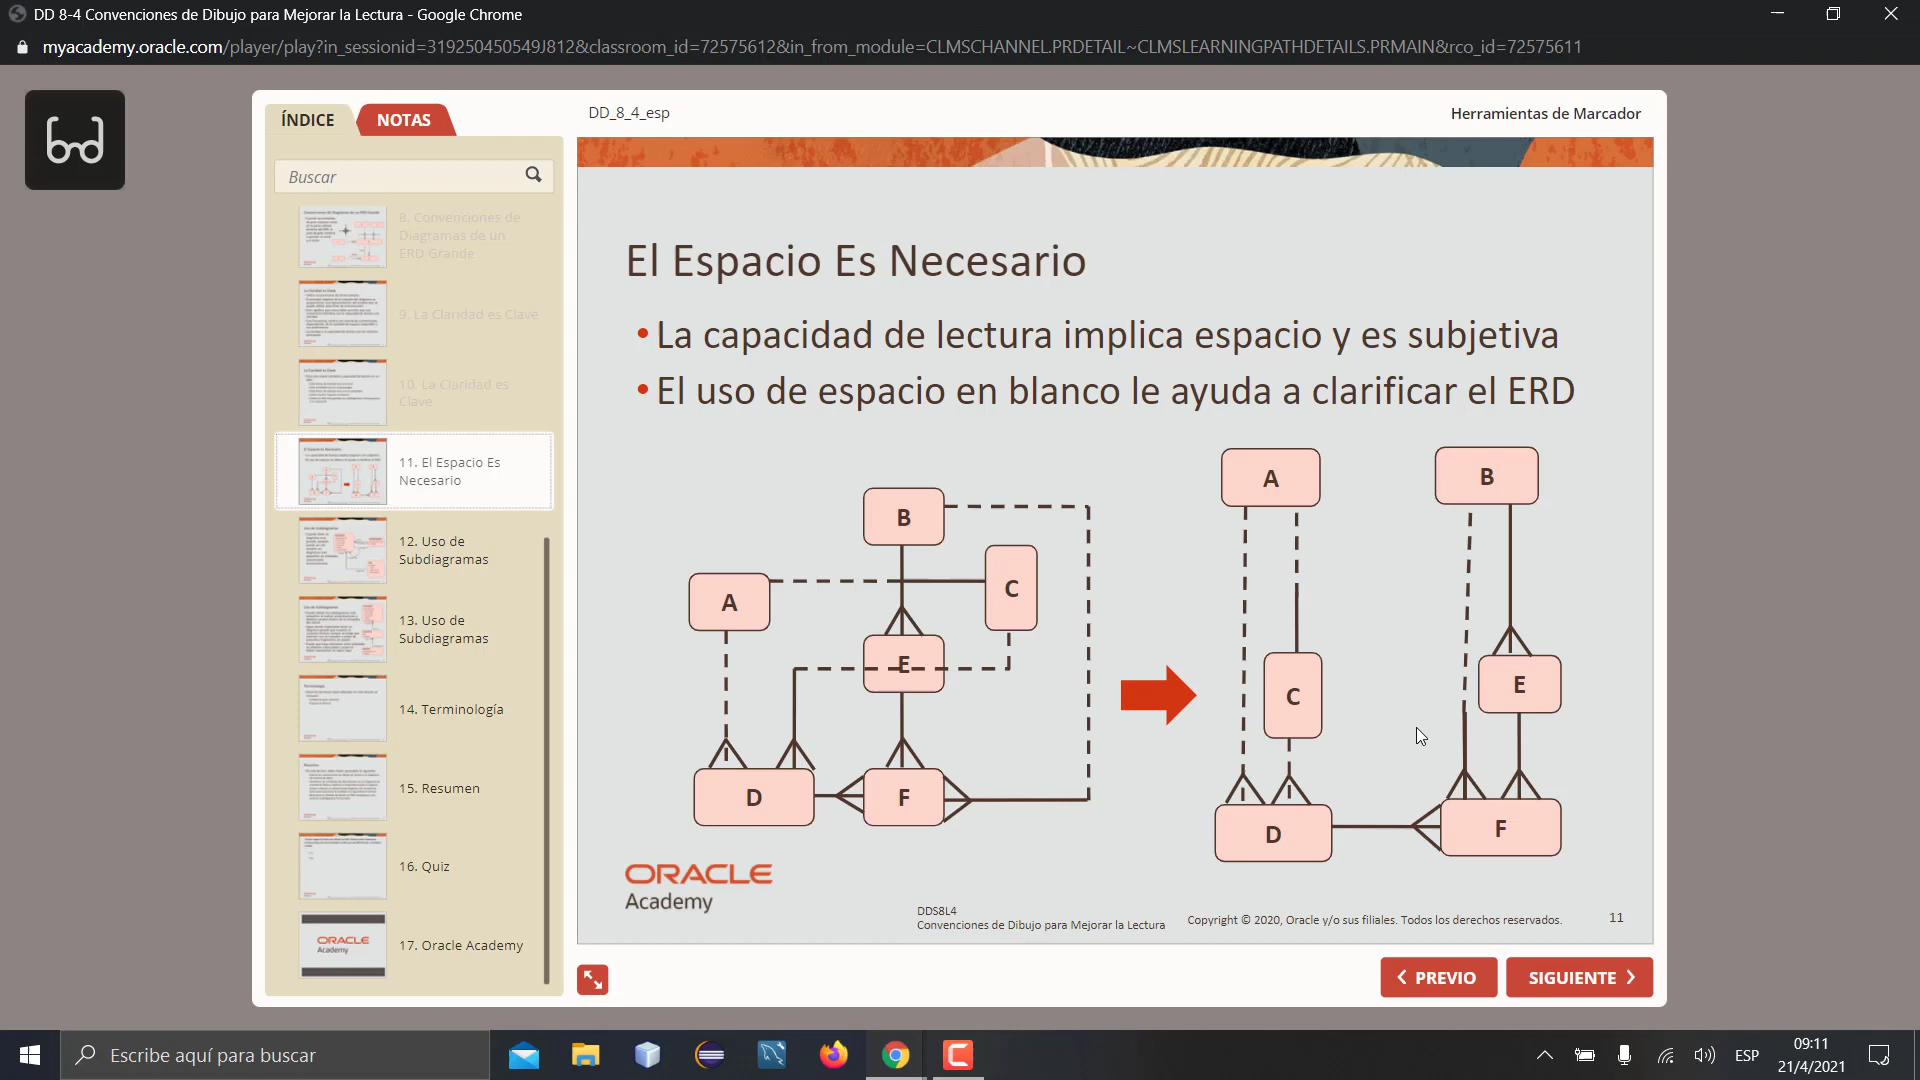 DD 8-4 Convenciones de Dibujo para Mejorar la Lectura - Google Chrome
myacademy.oracle.com/player/play?in_sessionid=319250450549J812&classroom_id=72575612&in_from_module=CLMSCHANNEL.PRDETAIL~CLMSLEARNINGPATHDETAILS.PRMAIN&rco_id=72575611
ÍNDICE
NOTAS
DD_8_4_esp
Herramientas de Marcador
Buscar
8. Convenciones de
Diagramas de un
ERD Grande
9. La Claridad es Clave
10. La Claridad es
Clave
11. El Espacio Es
Necesario
12. Uso de
Subdiagramas
13. Uso de
Subdiagramas
14. Terminología
15. Resumen
16. Quiz
ORACLE
Academy
17. Oracle Academy
El Espacio Es Necesario
• La capacidad de lectura implica espacio y es subjetiva
• El uso de espacio en blanco le ayuda a clarificar el ERD
B
A
C
E
D
F
A
B
C
E
D
F
ORACLE
Academy
DDS8L4
Convenciones de Dibujo para Mejorar la Lectura
Copyright © 2020, Oracle y/o sus filiales. Todos los derechos reservados.
11
PREVIO
SIGUIENTE
Escribe aquí para buscar
ESP
09:11
21/4/2021